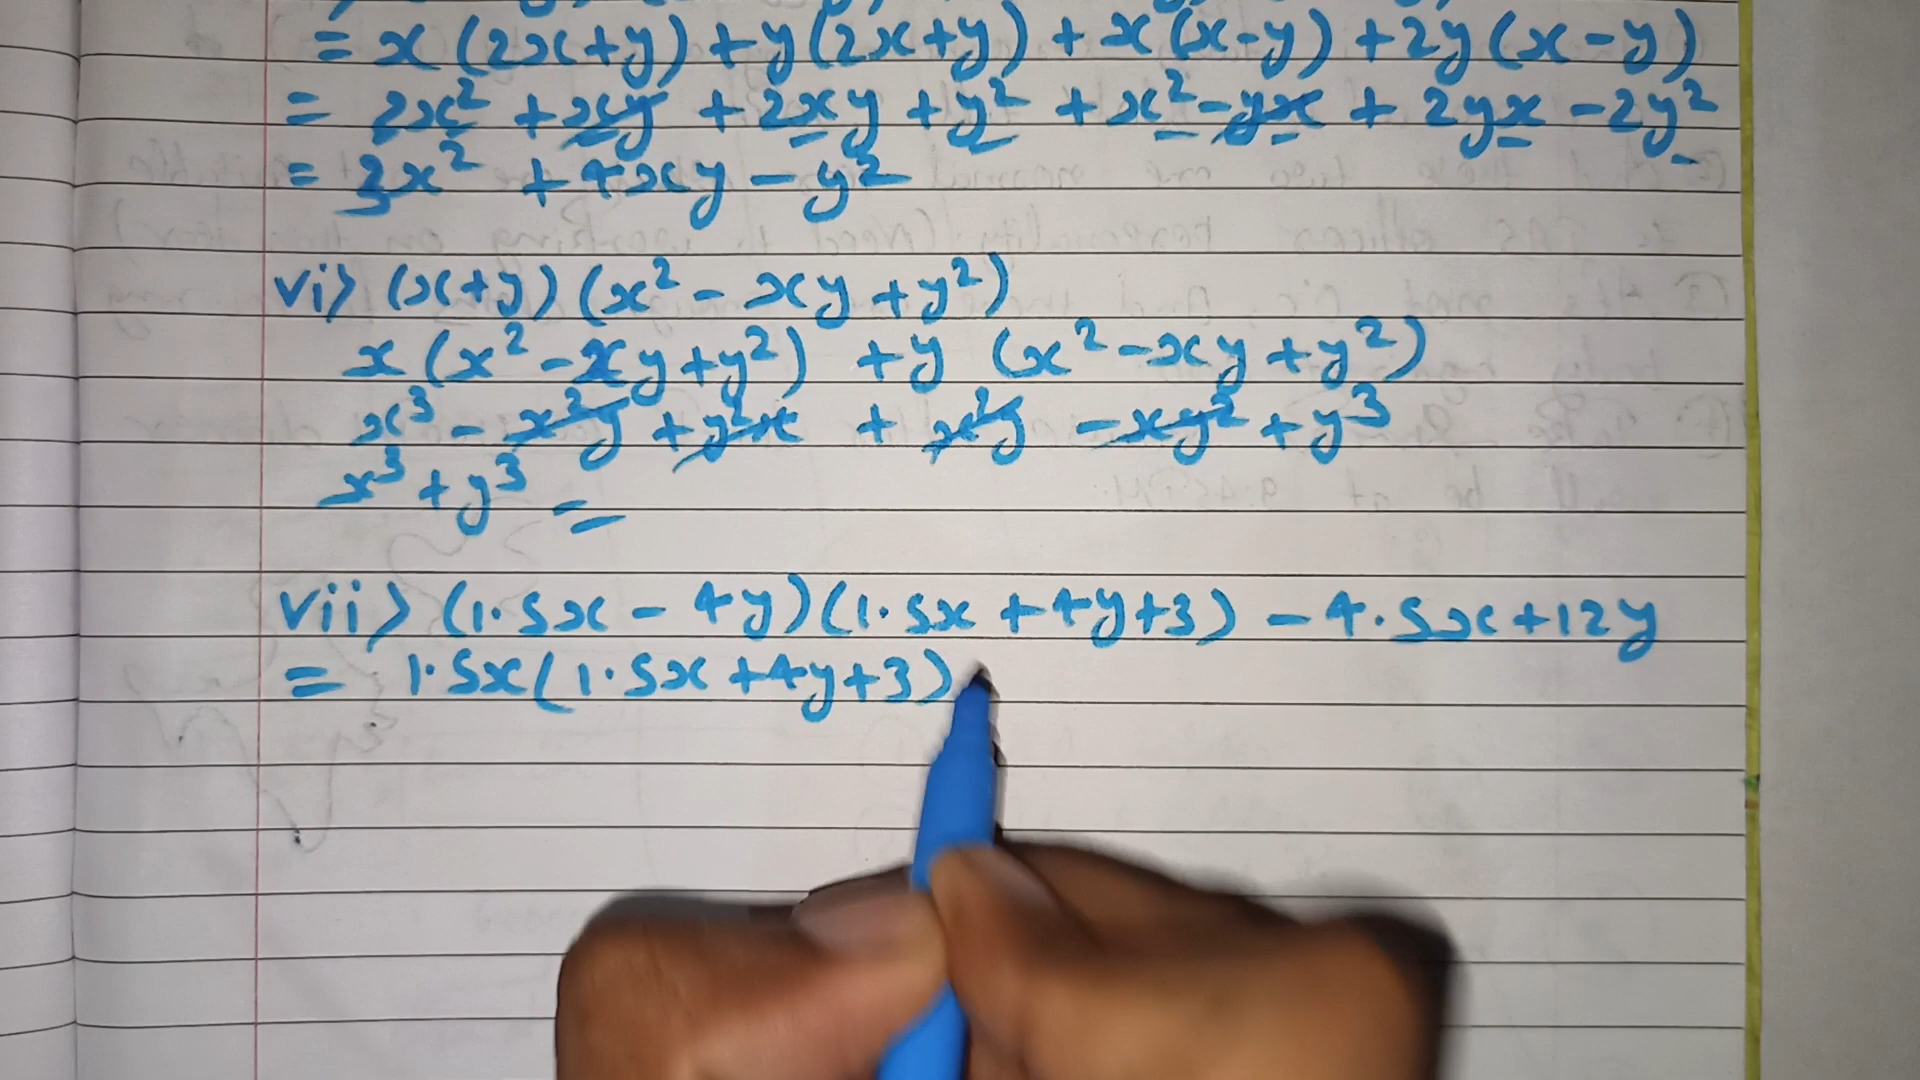 = x(2x+y)+y(2x+y)+x(x-y)+2y(x-y)
= 2x² + xy + 2xy + y² + x² - yx + 2yx - 2y²
= 3x² + 4xy - y²
vi) (x+y)(x² - xy + y²)
x(x² - xy + y²) + y (x² - xy + y²)
x³ - x²y + y²x + x²y - xy² + y³
x³ + y³ =
vii) (1.5x - 4y)(1.5x + 4y + 3) - 4.5x + 12y
= 1.5x(1.5x + 4y + 3)